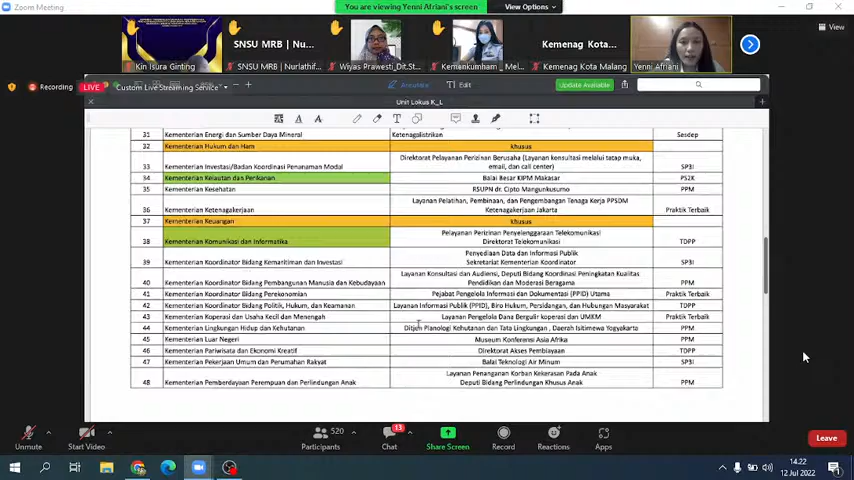 Zoom Meeting
You are viewing Yenni Afriani's screen
View Options
View
Kin Isura Ginting
SNSU MRB | Nu...
SNSU MRB | Nurlathif...
Wiyas Prawesti_Dit.St...
Kemenkumham _ Mel...
Kemenag Kota...
Kemenag Kota Malang
Yenni Afriani
Recording
LIVE
Custom Live Streaming Service
Annotate
Edit
Update Available
Unit Lokus K_L
31 Kementerian Energi dan Sumber Daya Mineral Ketenagalistrikan Sesdep
32 Kementerian Hukum dan Ham khusus
Direktorat Pelayanan Perizinan Berusaha (Layanan konsultasi melalui tatap muka,
33 Kementerian Investasi/Badan Koordinasi Penanaman Modal email, dan call center) SP3I
34 Kementerian Kelautan dan Perikanan Balai Besar KIPM Makasar PS2K
35 Kementerian Kesehatan RSUPN dr. Cipto Mangunkusumo PPM
Layanan Pelatihan, Pembinaan, dan Pengembangan Tenaga Kerja PPSDM
36 Kementerian Ketenagakerjaan Ketenagakerjaan Jakarta Praktik Terbaik
37 Kementerian Keuangan khusus
Pelayanan Perizinan Penyelenggaraan Telekomunikasi
38 Kementerian Komunikasi dan Informatika Direktorat Telekomunikasi TDPP
Penyediaan Data dan Informasi Publik
39 Kementerian Koordinator Bidang Kemaritiman dan Investasi Sekretariat Kementerian Koordinator SP3I
Layanan Konsultasi dan Audiensi, Deputi Bidang Koordinasi Peningkatan Kualitas
40 Kementerian Koordinator Bidang Pembangunan Manusia dan Kebudayaan Pendidikan dan Moderasi Beragama PPM
41 Kementerian Koordinator Bidang Perekonomian Pejabat Pengelola Informasi dan Dokumentasi (PPID) Utama Praktik Terbaik
42 Kementerian Koordinator Bidang Politik, Hukum, dan Keamanan Layanan Informasi Publik (PPID), Biro Hukum, Persidangan, dan Hubungan Masyarakat TDPP
43 Kementerian Koperasi dan Usaha Kecil dan Menengah Layanan Pengelola Dana Bergulir koperasi dan UMKM Praktik Terbaik
44 Kementerian Lingkungan Hidup dan Kehutanan Ditjen Planologi Kehutanan dan Tata Lingkungan , Daerah Isitimewa Yogyakarta PPM
45 Kementerian Luar Negeri Museum Konferensi Asia Afrika PPM
46 Kementerian Pariwisata dan Ekonomi Kreatif Direktorat Akses Pembiayaan TDPP
47 Kementerian Pekerjaan Umum dan Perumahan Rakyat Balai Teknologi Air Minum SP3I
Layanan Penanganan Korban Kekerasan Pada Anak
48 Kementerian Pemberdayaan Perempuan dan Perlindungan Anak Deputi Bidang Perlindungan Khusus Anak PPM
520
13
Unmute
Start Video
Participants
Chat
Share Screen
Record
Reactions
Apps
Leave
14.22
12 Jul 2022